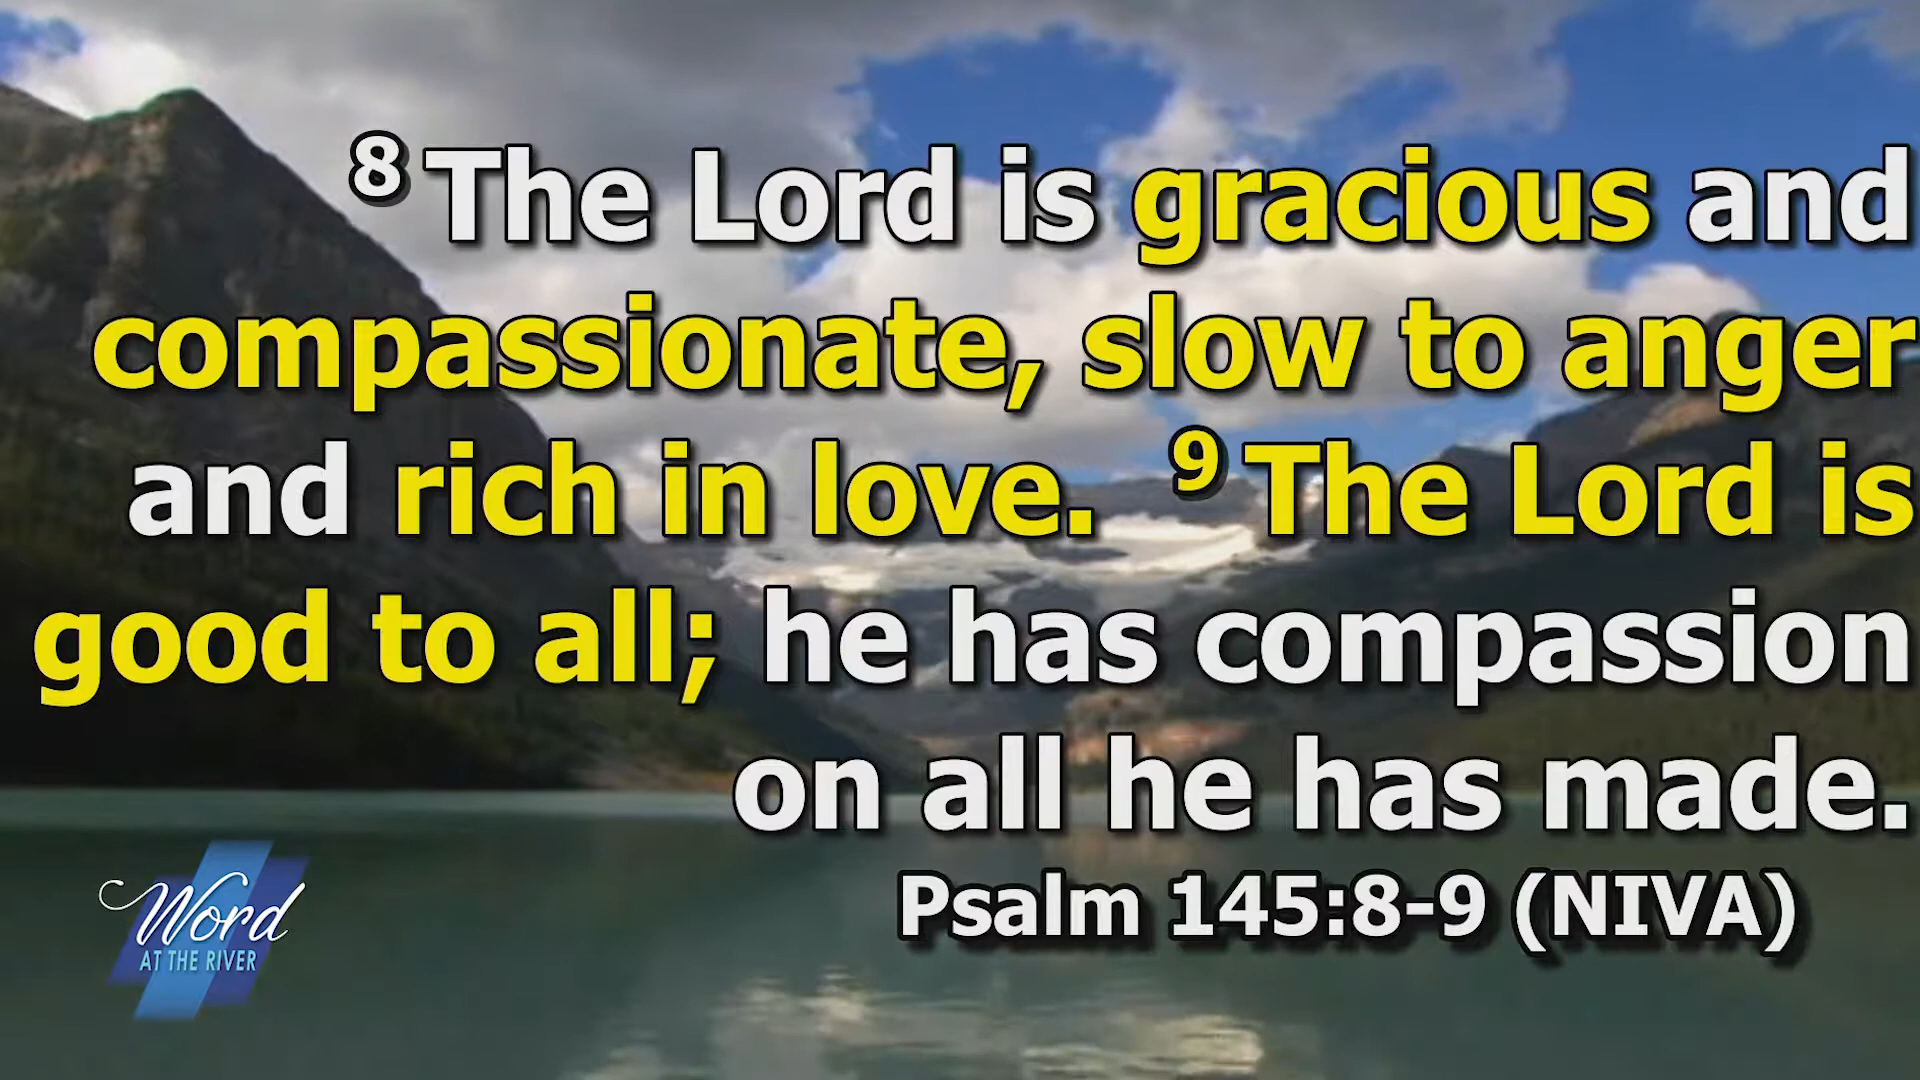 ⁸ The Lord is gracious and
compassionate, slow to anger
and rich in love. ⁹ The Lord is
good to all; he has compassion
on all he has made.
Psalm 145:8-9 (NIVA)
Word
AT THE RIVER